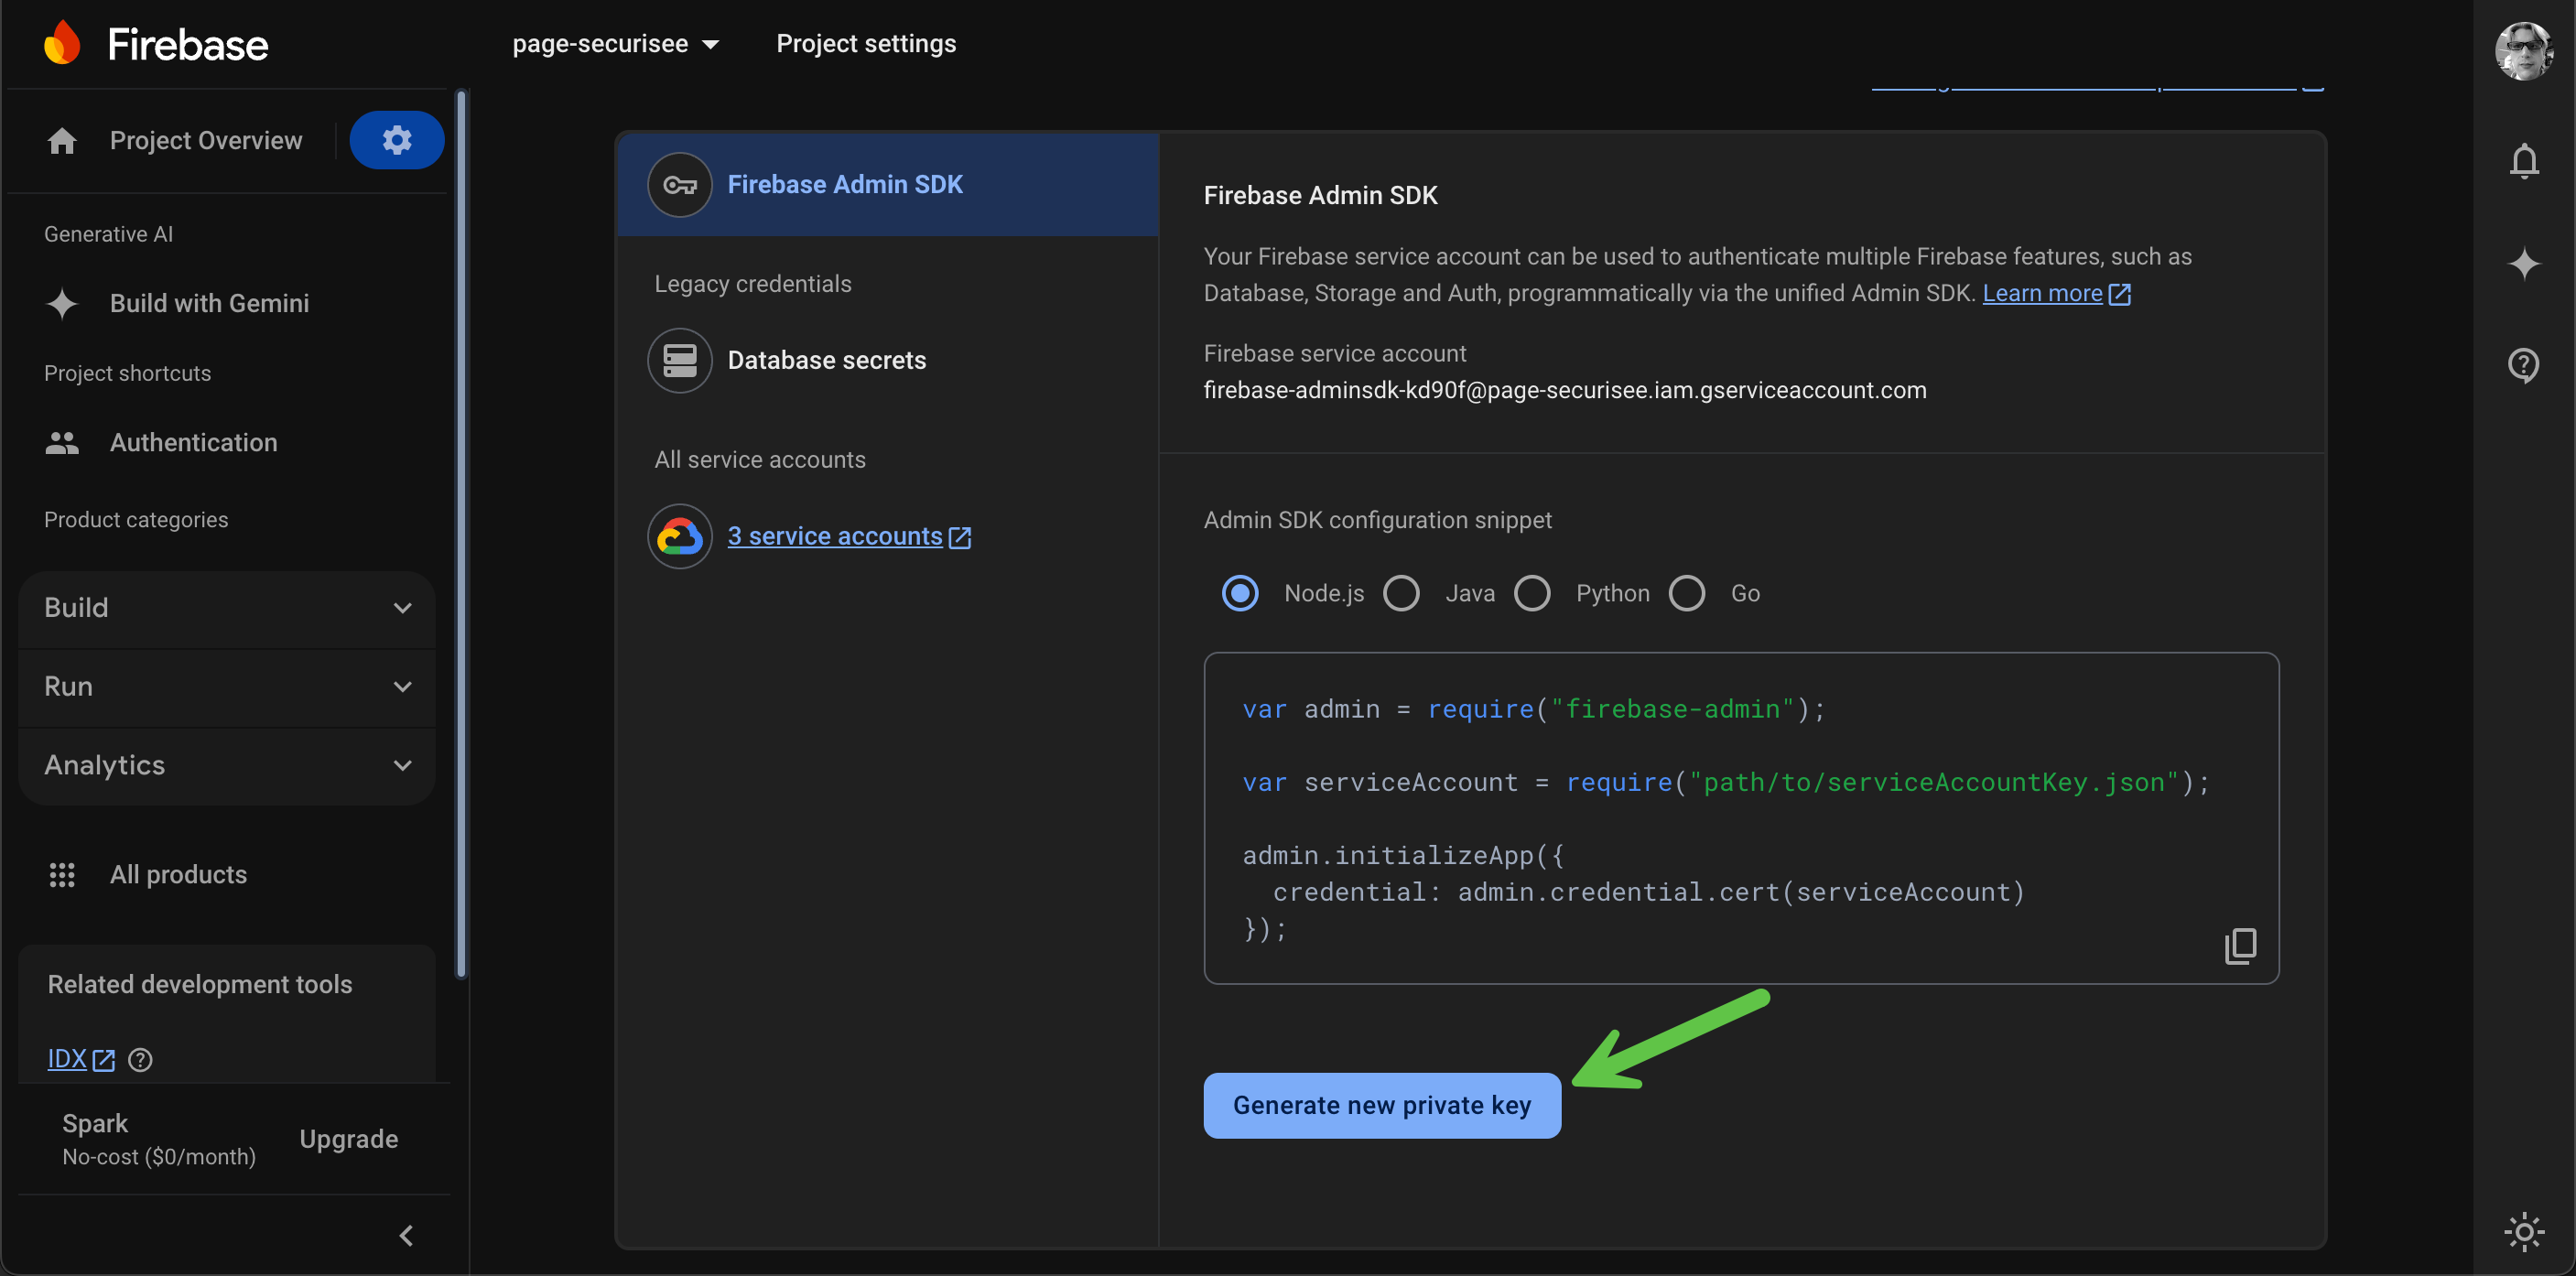 Firebase
page-securisee
Project settings
Project Overview
Generative AI
Build with Gemini
Project shortcuts
Authentication
Product categories
Build
Run
Analytics
All products
Related development tools
IDX
Spark
No-cost ($0/month)
Upgrade
Firebase Admin SDK
Legacy credentials
Database secrets
All service accounts
3 service accounts
Firebase Admin SDK
Your Firebase service account can be used to authenticate multiple Firebase features, such as
Database, Storage and Auth, programmatically via the unified Admin SDK. Learn more
Firebase service account
firebase-adminsdk-kd90f@page-securisee.iam.gserviceaccount.com
Admin SDK configuration snippet
Node.js Java Python Go
var admin = require("firebase-admin");
var serviceAccount = require("path/to/serviceAccountKey.json");
admin.initializeApp({
  credential: admin.credential.cert(serviceAccount)
});
Generate new private key